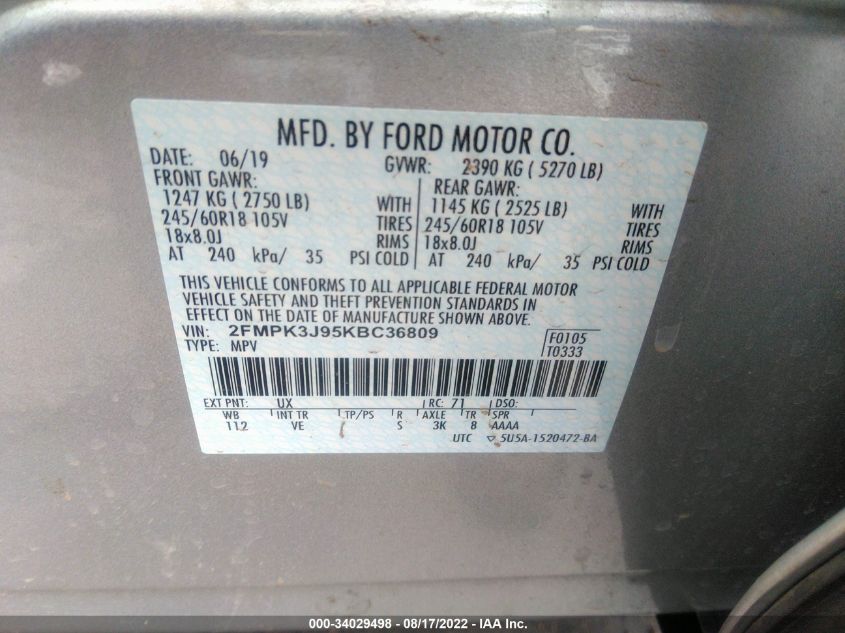 MFD. BY FORD MOTOR CO.
DATE: 06/19 GVWR: 2390 KG ( 5270 LB)
FRONT GAWR: REAR GAWR:
1247 KG ( 2750 LB) WITH 1145 KG ( 2525 LB) WITH
245/60R18 105V TIRES 245/60R18 105V TIRES
18x8.0J RIMS 18x8.0J RIMS
AT 240 kPa/ 35 PSI COLD AT 240 kPa/ 35 PSI COLD
THIS VEHICLE CONFORMS TO ALL APPLICABLE FEDERAL MOTOR
VEHICLE SAFETY AND THEFT PREVENTION STANDARDS IN
EFFECT ON THE DATE OF MANUFACTURE SHOWN ABOVE.
VIN: 2FMPK3J95KBC36809 F0105
TYPE: MPV T0333
EXT PNT: UX RC: 71 DSO:
WB INT TR TP/PS R AXLE TR SPR
112 VE S 3K 8 AAAA
UTC ▽ 5U5A-1520472-BA
000-34029498 - 08/17/2022 - IAA Inc.